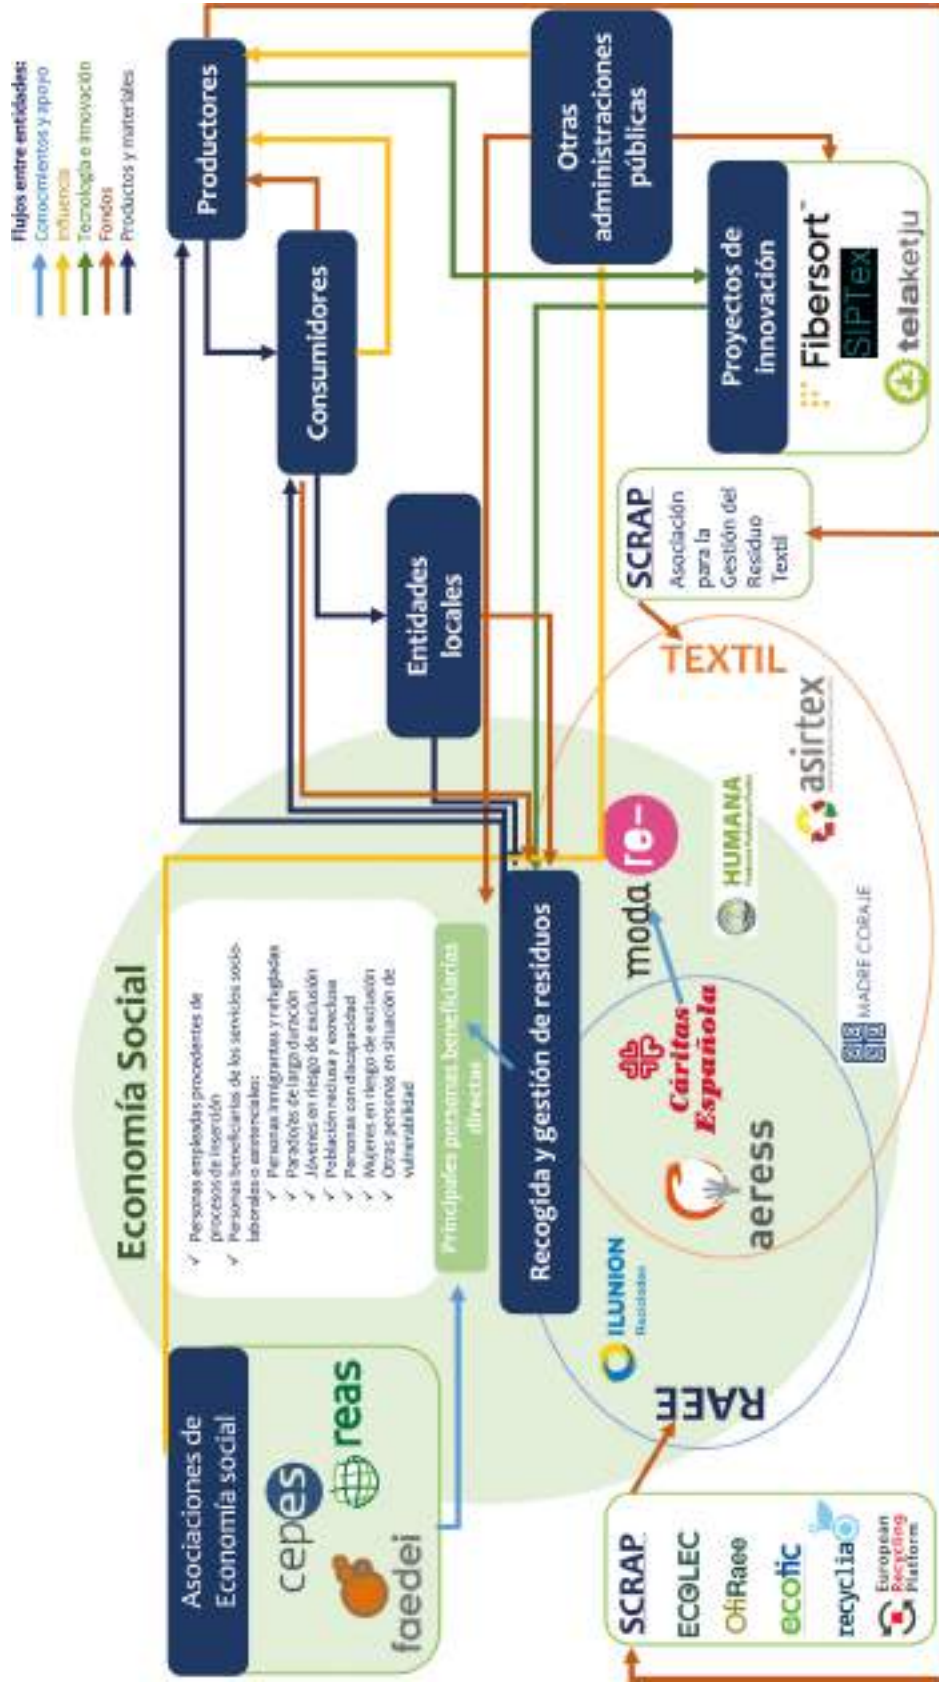 Flujos entre entidades:
Conocimientos y apoyo
Influencia
Tecnología e innovación
Fondos
Productos y materiales
Economía Social
Asociaciones de
Economía social
cepes
reas
faedei
✓ Personas empleadas procedentes de
procesos de inserción
✓ Personas beneficiarias de los servicios socio-
laborales o asistenciales:
✓ Personas inmigrantes y refugiadas
✓ Paradoras de largo duración
✓ Jóvenes en riesgo de exclusión
✓ Población reclusa y exreclusa
✓ Personas con discapacidad
✓ Mujeres en riesgo de exclusión
✓ Otras personas en situación de
vulnerabilidad
Principales personas beneficiarias
directas
Recogida y gestión de residuos
Productores
Consumidores
Entidades
locales
Otras
administraciones
públicas
Proyectos de
innovación
Fibersort™
SIPTex
telaketju
SCRAP
Asociación
para la
Gestión del
Residuo
Textil
TEXTIL
moda re-
HUMANA
asirtex
MADRE CORAJE
Cáritas
Española
aeress
ILUNION
Reciclados
RAEE
SCRAP
ECOLEC
OfiRaee
ecotic
recyclia
European
Recycling
Platform